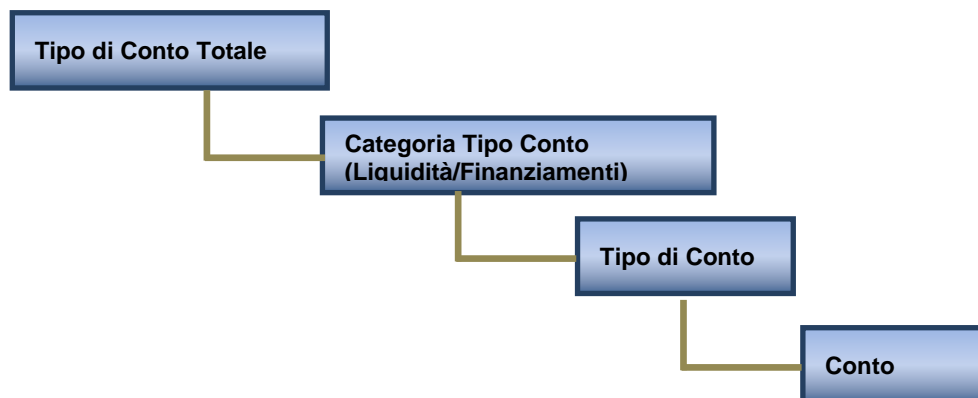 Tipo di Conto Totale
Categoria Tipo Conto
(Liquidità/Finanziamenti)
Tipo di Conto
Conto